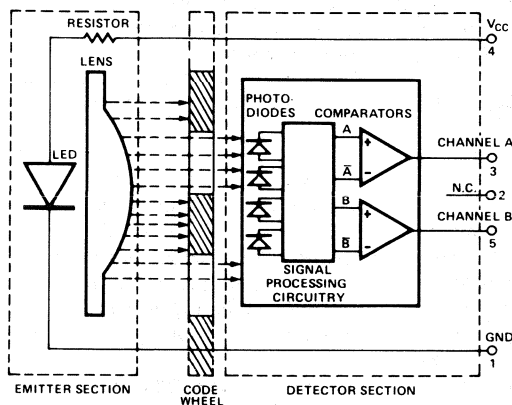 RESISTOR
VCC
4
LENS
PHOTO-
DIODES
COMPARATORS
LED
A
+
A̅
−
CHANNEL A
3
N.C.
2
B
+
B̅
−
CHANNEL B
5
SIGNAL
PROCESSING
CIRCUITRY
GND
1
EMITTER SECTION
CODE
WHEEL
DETECTOR SECTION